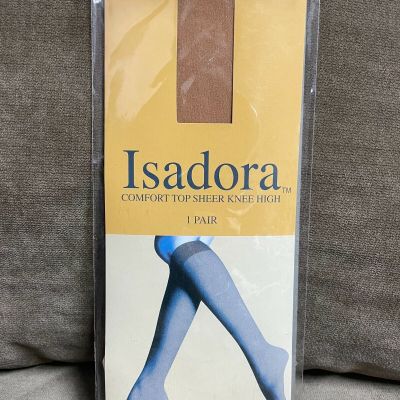 Isadora™
COMFORT TOP SHEER KNEE HIGH
1 PAIR